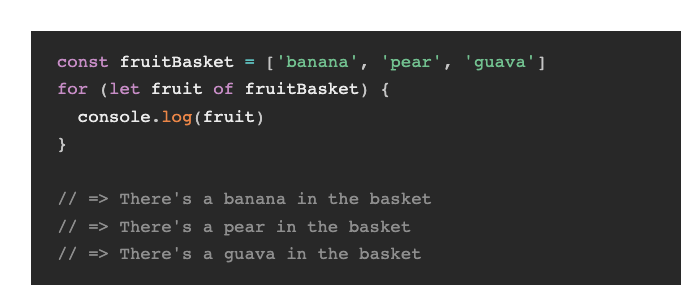 const fruitBasket = ['banana', 'pear', 'guava']
for (let fruit of fruitBasket) {
  console.log(fruit)
}

// => There's a banana in the basket
// => There's a pear in the basket
// => There's a guava in the basket